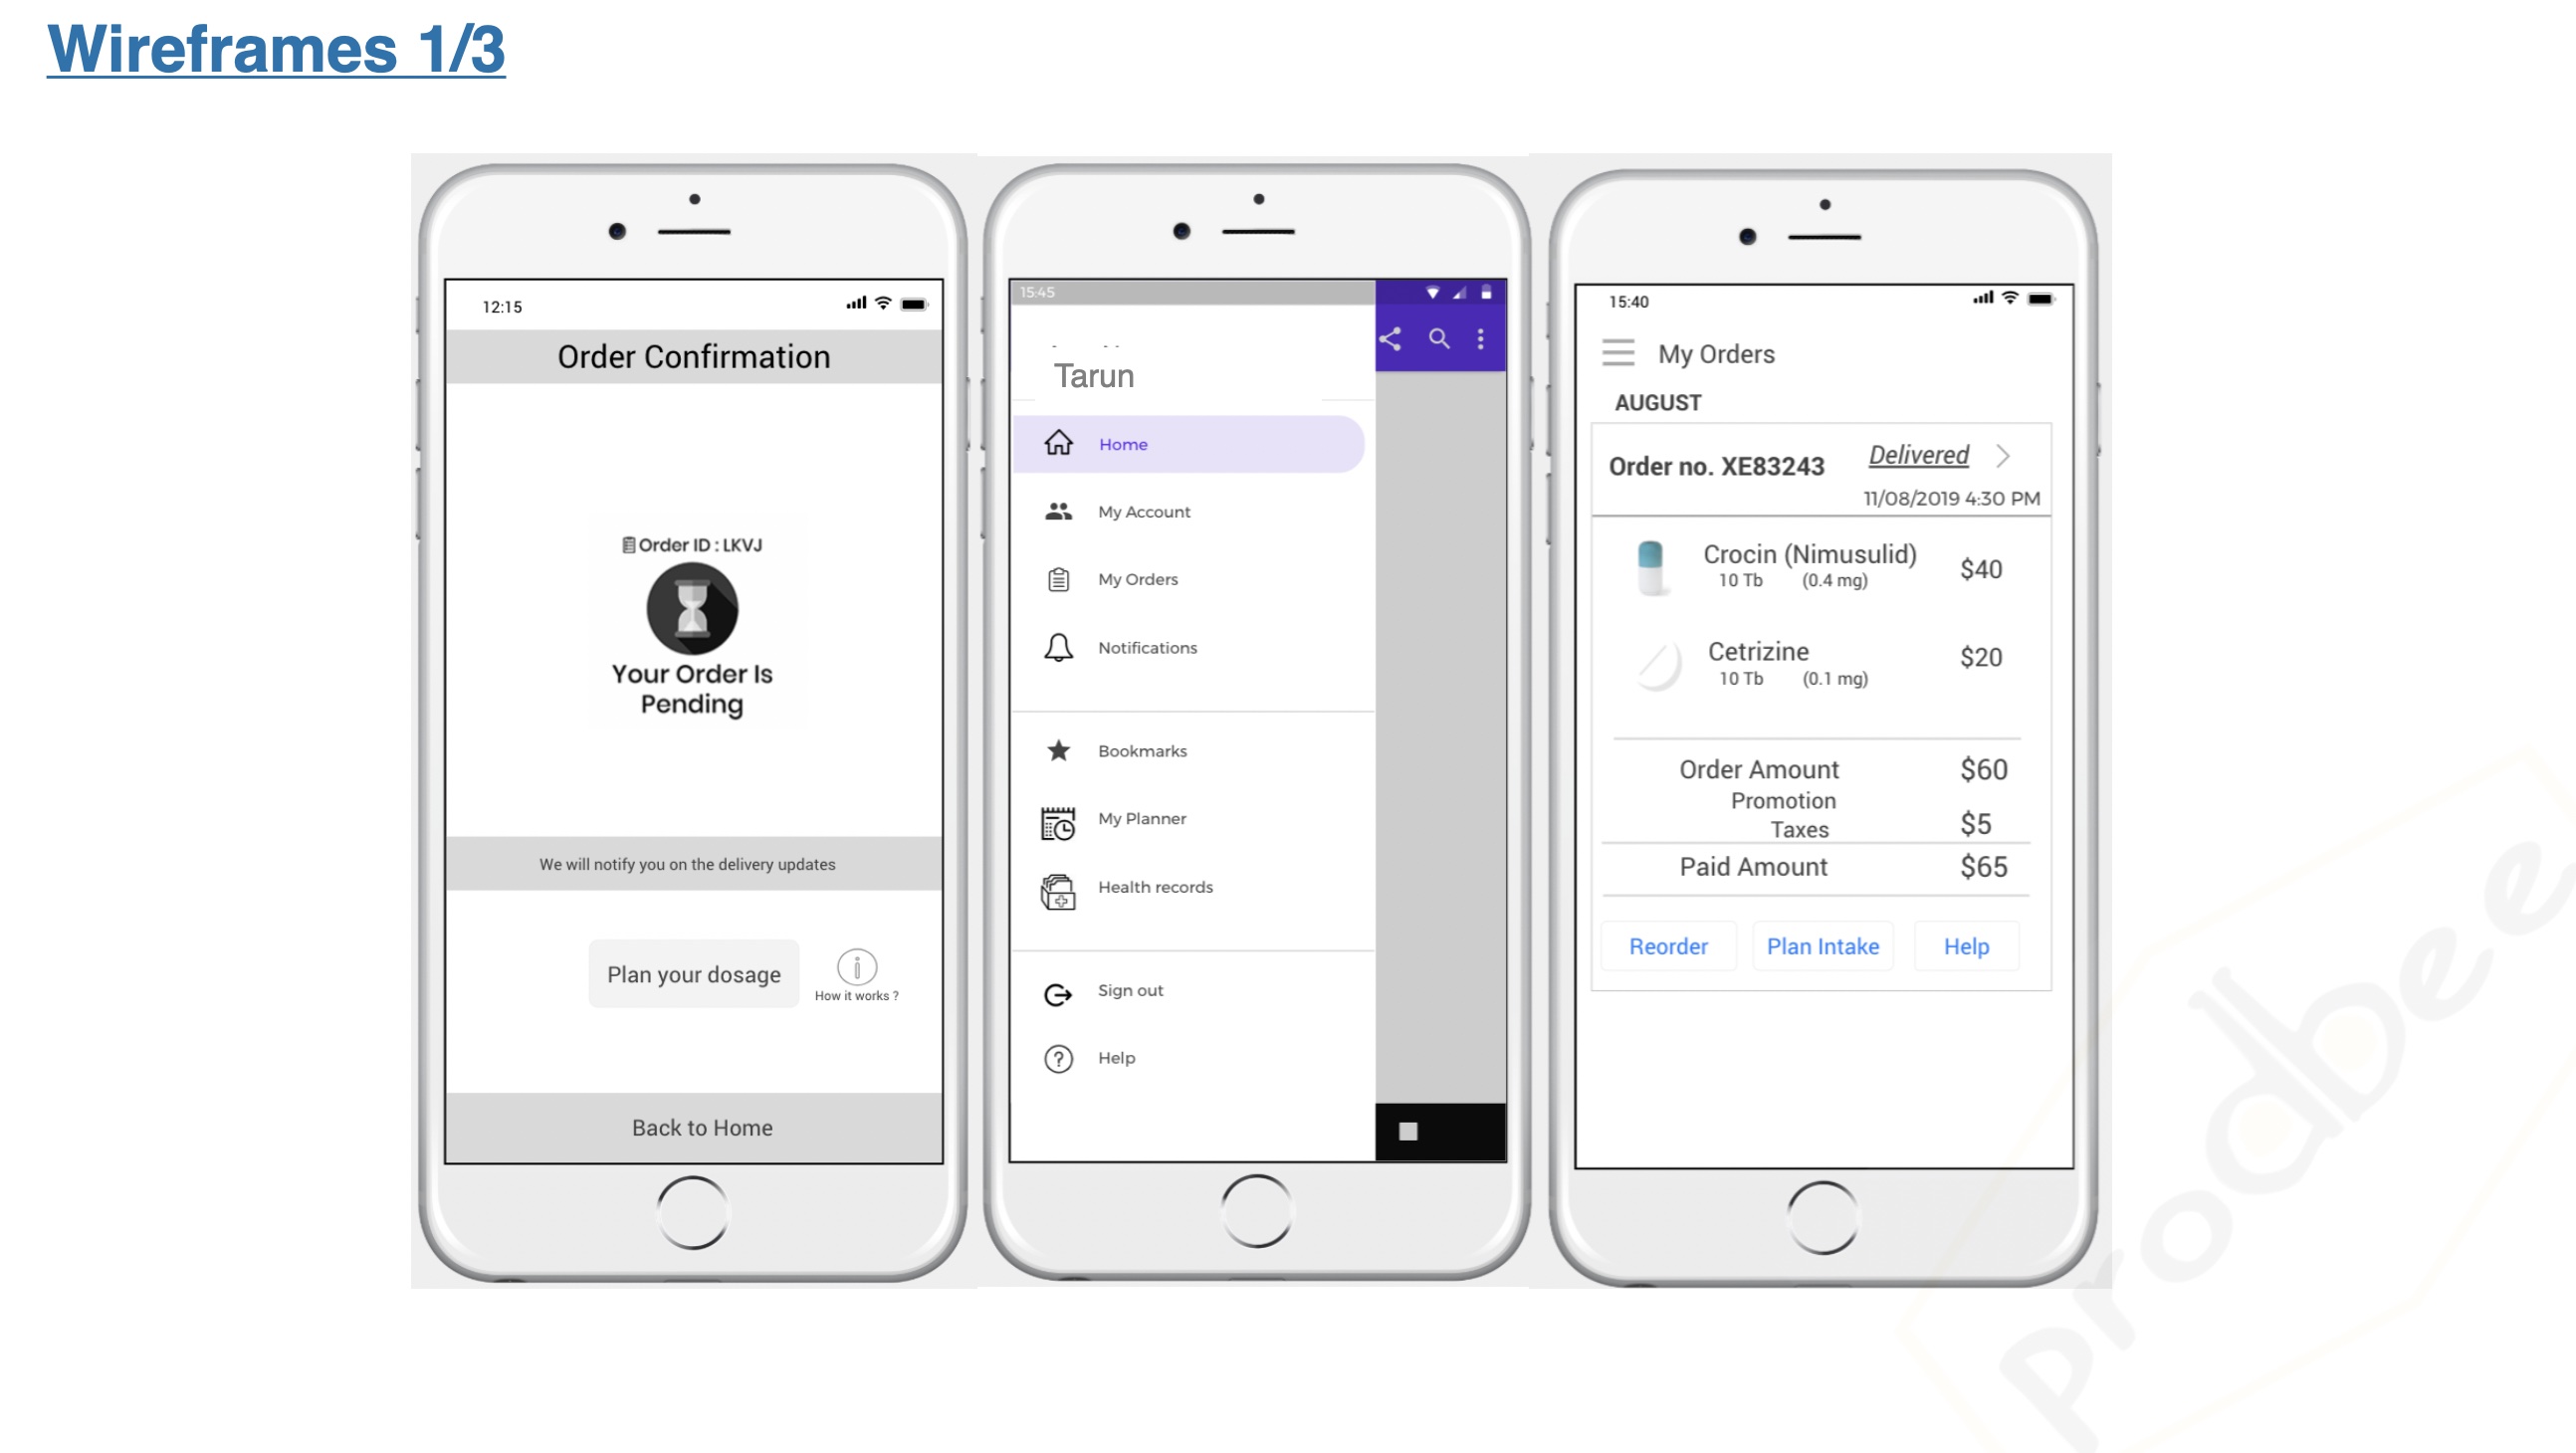 Wireframes 1/3
12:15
Order Confirmation
Order ID : LKVJ
Your Order Is
Pending
We will notify you on the delivery updates
Plan your dosage
How it works ?
Back to Home
15:45
Tarun
Home
My Account
My Orders
Notifications
Bookmarks
My Planner
Health records
Sign out
Help
15:40
My Orders
AUGUST
Order no. XE83243
Delivered
11/08/2019 4:30 PM
Crocin (Nimusulid) $40
10 Tb (0.4 mg)
Cetrizine $20
10 Tb (0.1 mg)
Order Amount $60
Promotion
Taxes $5
Paid Amount $65
Reorder Plan Intake Help
Prodbee